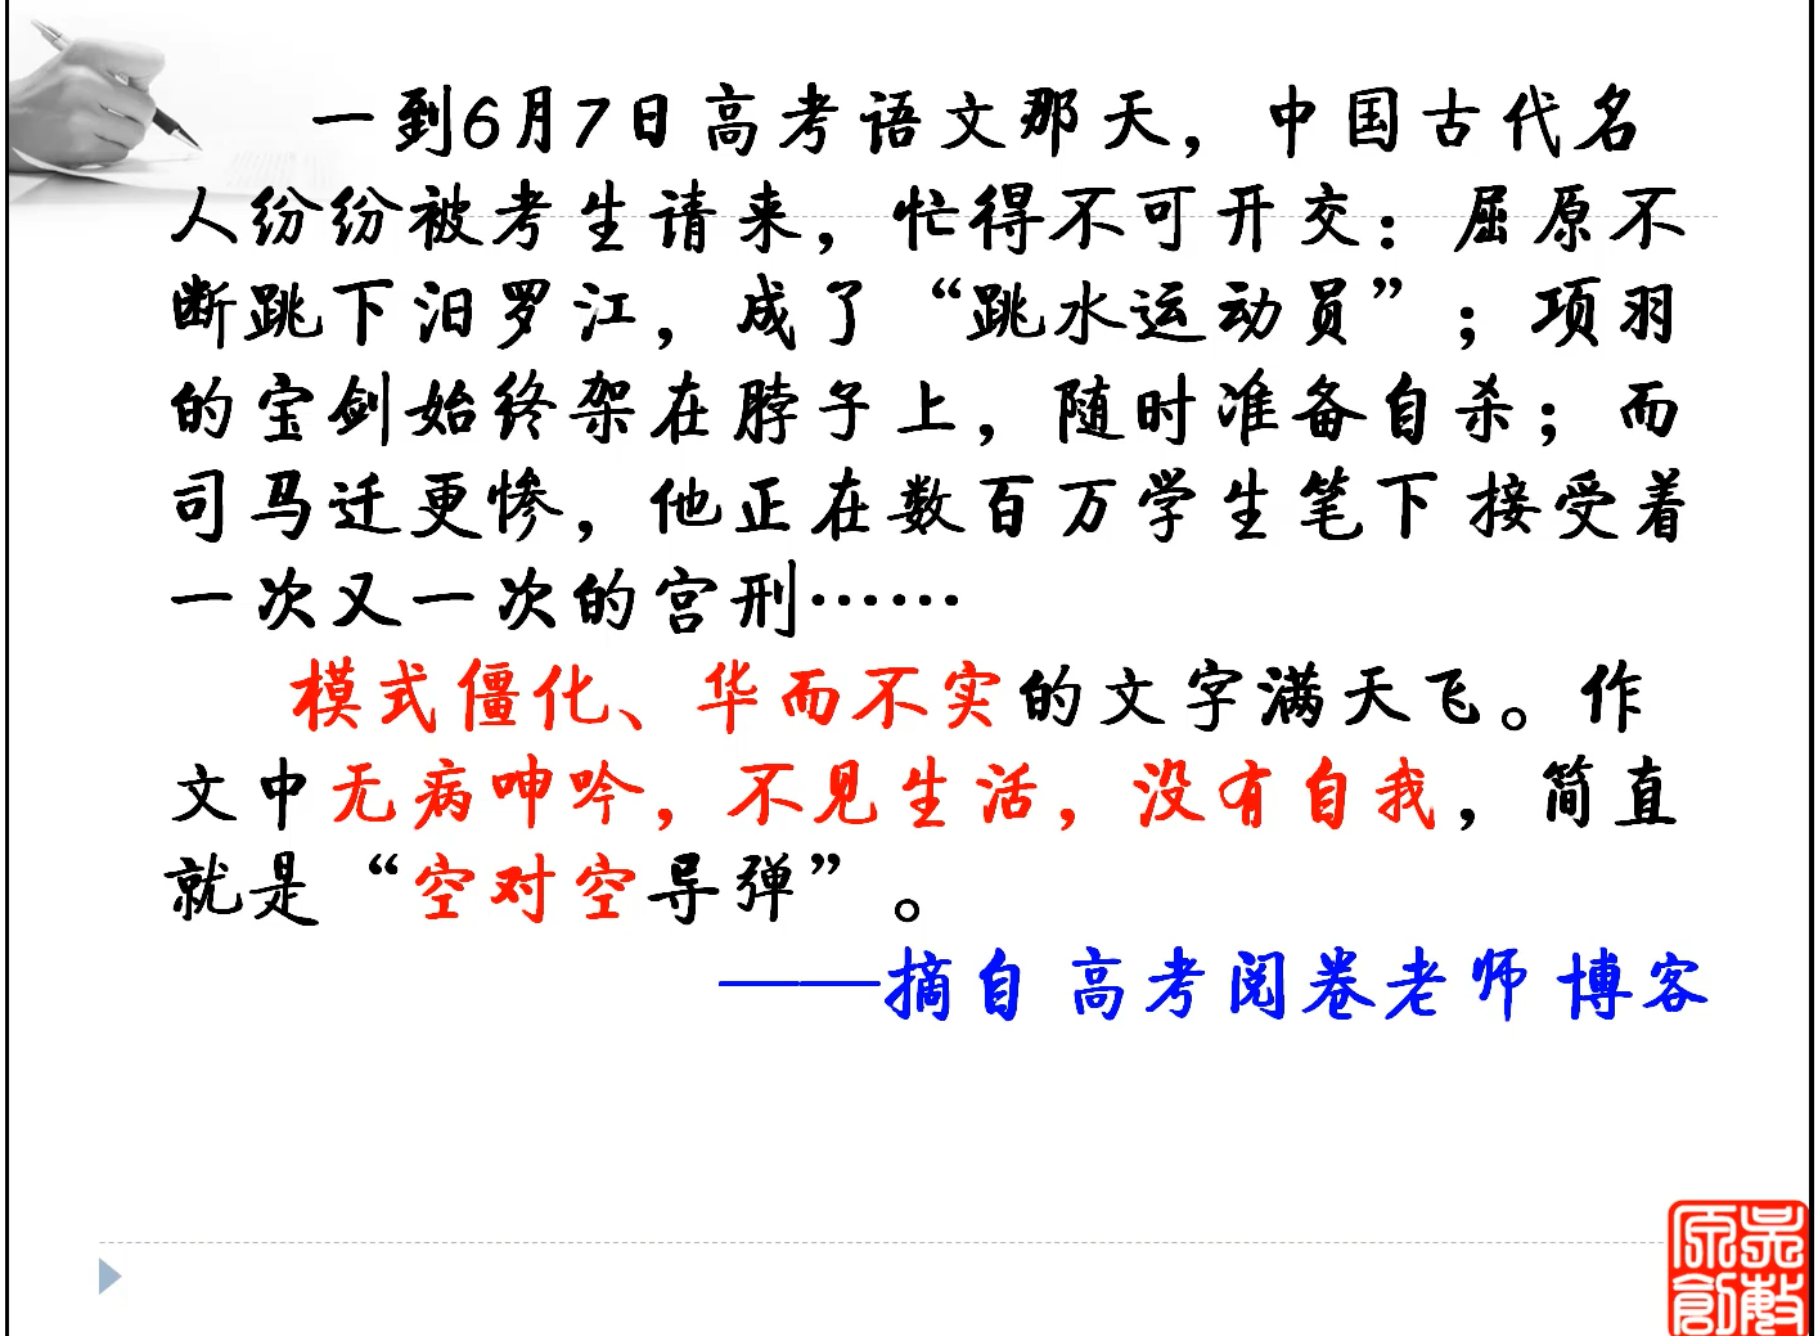 一到6月7日高考语文那天，中国古代名
人纷纷被考生请来，忙得不可开交：屈原不
断跳下汨罗江，成了“跳水运动员”；项羽
的宝剑始终架在脖子上，随时准备自杀；而
司马迁更惨，他正在数百万学生笔下 接受着
一次又一次的宫刑……
模式僵化、华而不实的文字满天飞。作
文中无病呻吟，不见生活，没有自我，简直
就是“空对空导弹”。
——摘自 高考阅卷老师 博客